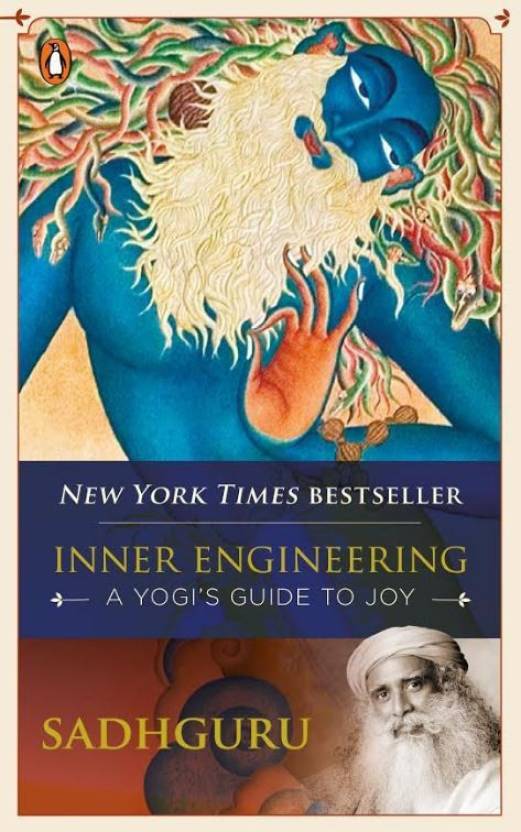 NEW YORK TIMES BESTSELLER
INNER ENGINEERING
A YOGI'S GUIDE TO JOY
SADHGURU